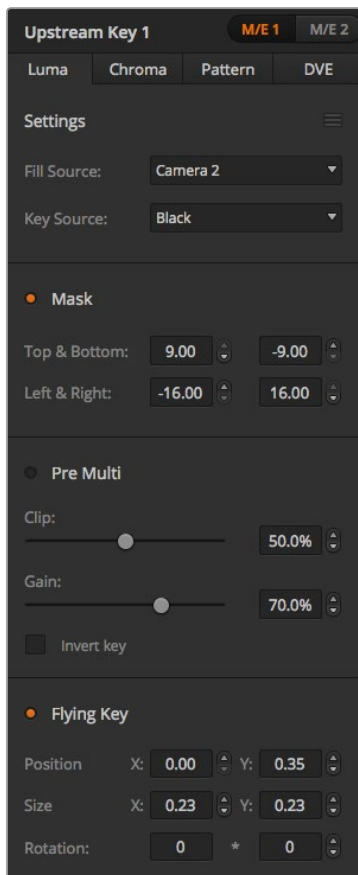 Upstream Key 1 M/E 1 M/E 2
Luma Chroma Pattern DVE
Settings
Fill Source: Camera 2
Key Source: Black
Mask
Top & Bottom: 9.00 -9.00
Left & Right: -16.00 16.00
Pre Multi
Clip:
50.0%
Gain:
70.0%
Invert key
Flying Key
Position X: 0.00 Y: 0.35
Size X: 0.23 Y: 0.23
Rotation: 0 * 0